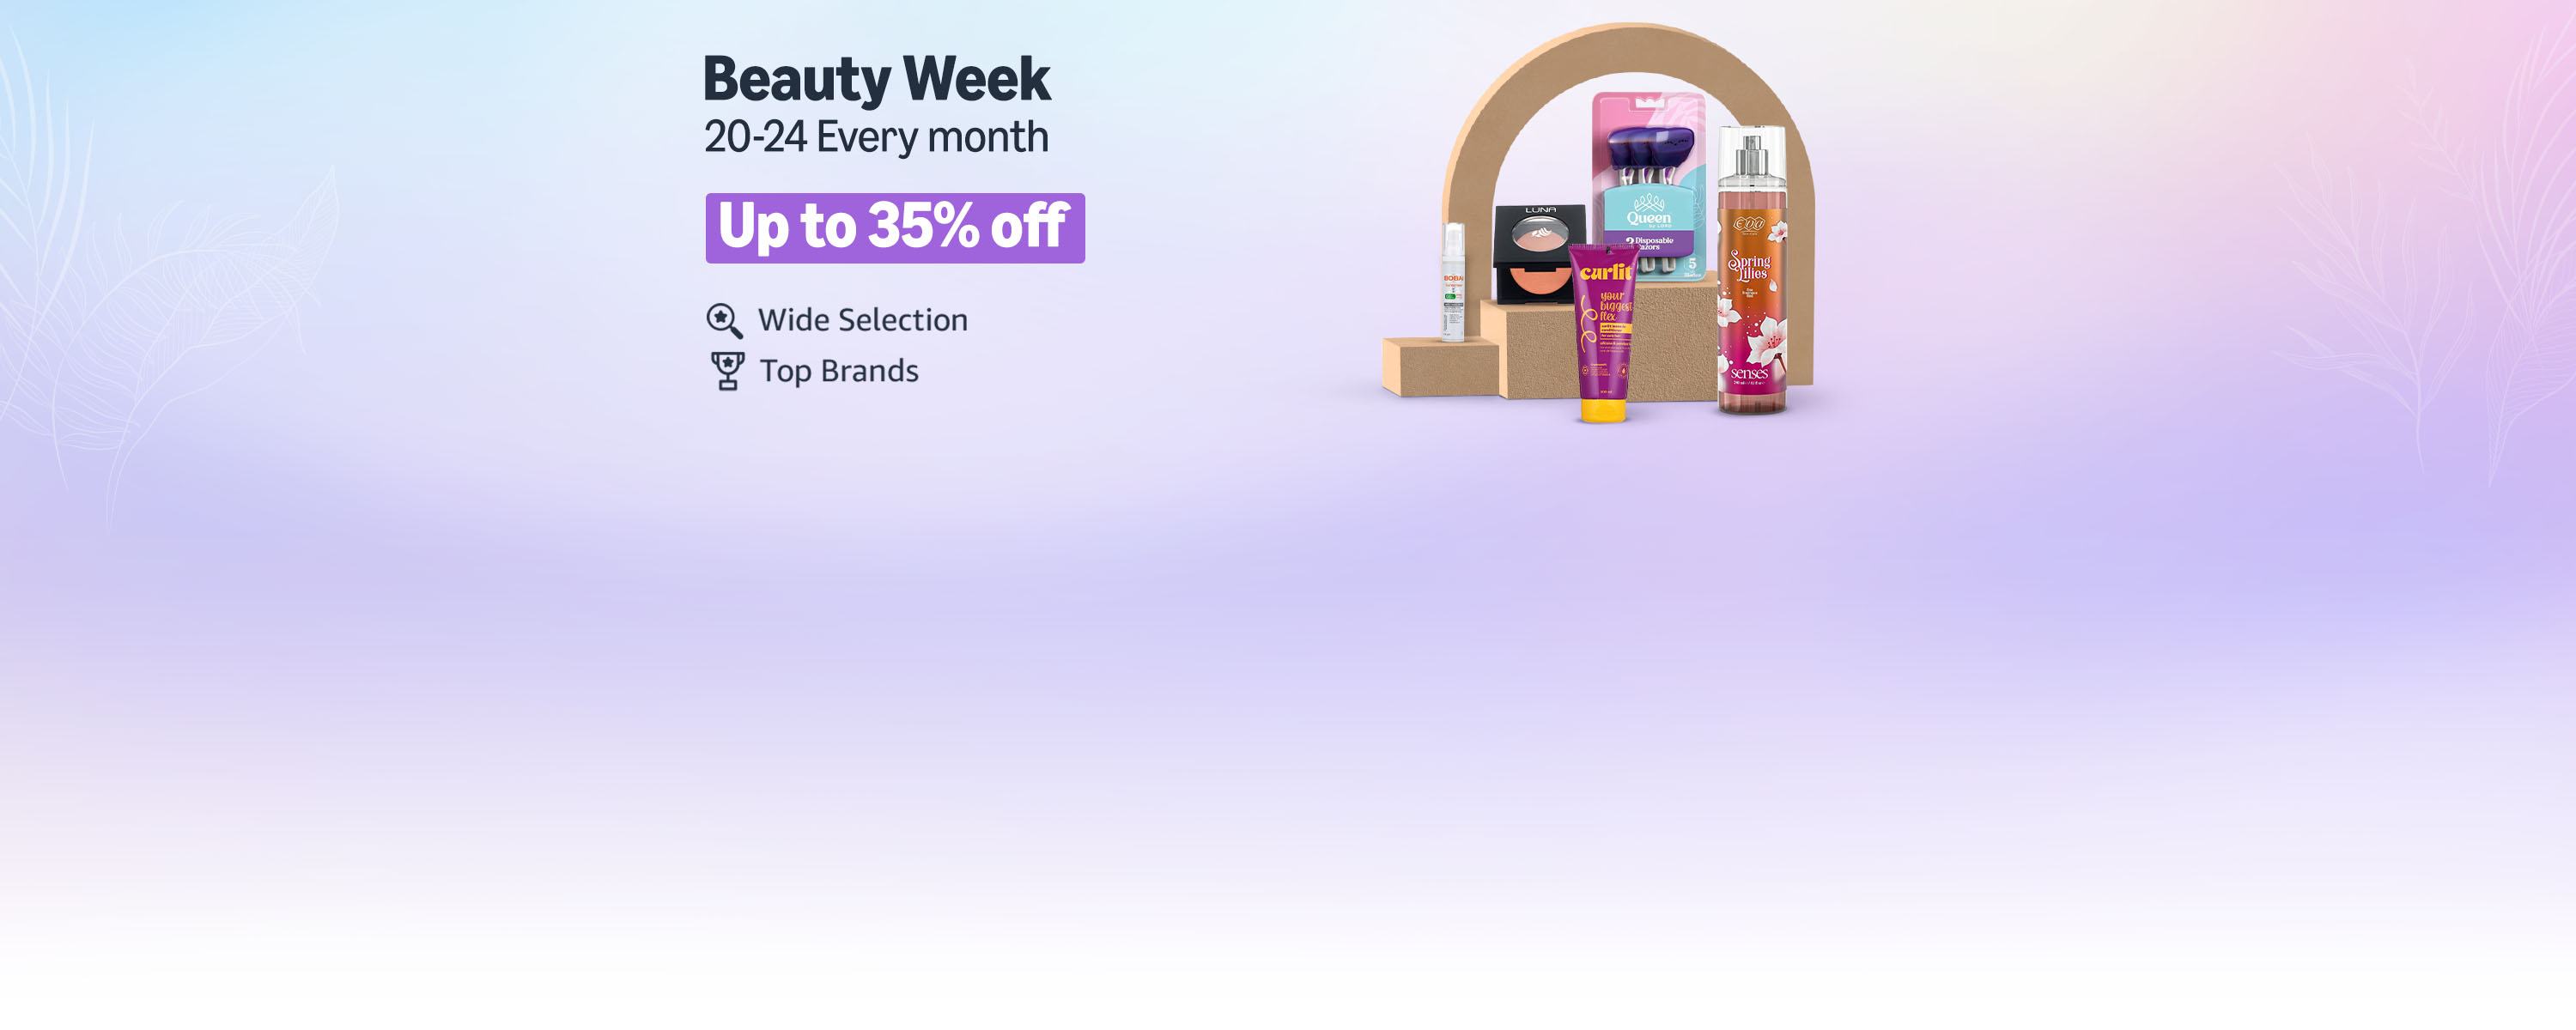 Beauty Week
20-24 Every month
Up to 35% off
Wide Selection
Top Brands
LUNA
Queen
Disposable
5
curlit
your
biggest
flex
EVA
Spring
Lilies
senses